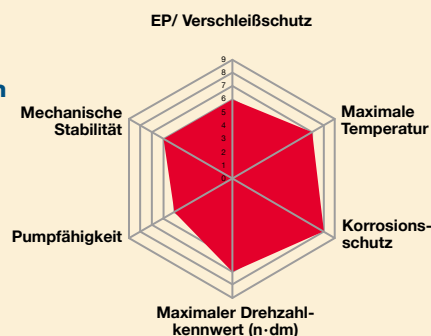 EP/ Verschleißschutz
n
Mechanische
Stabilität
9
8
7
6
5
4
3
2
1
0
Maximale
Temperatur
Pumpfähigkeit
Korrosions-
schutz
Maximaler Drehzahl-
kennwert (n·dm)